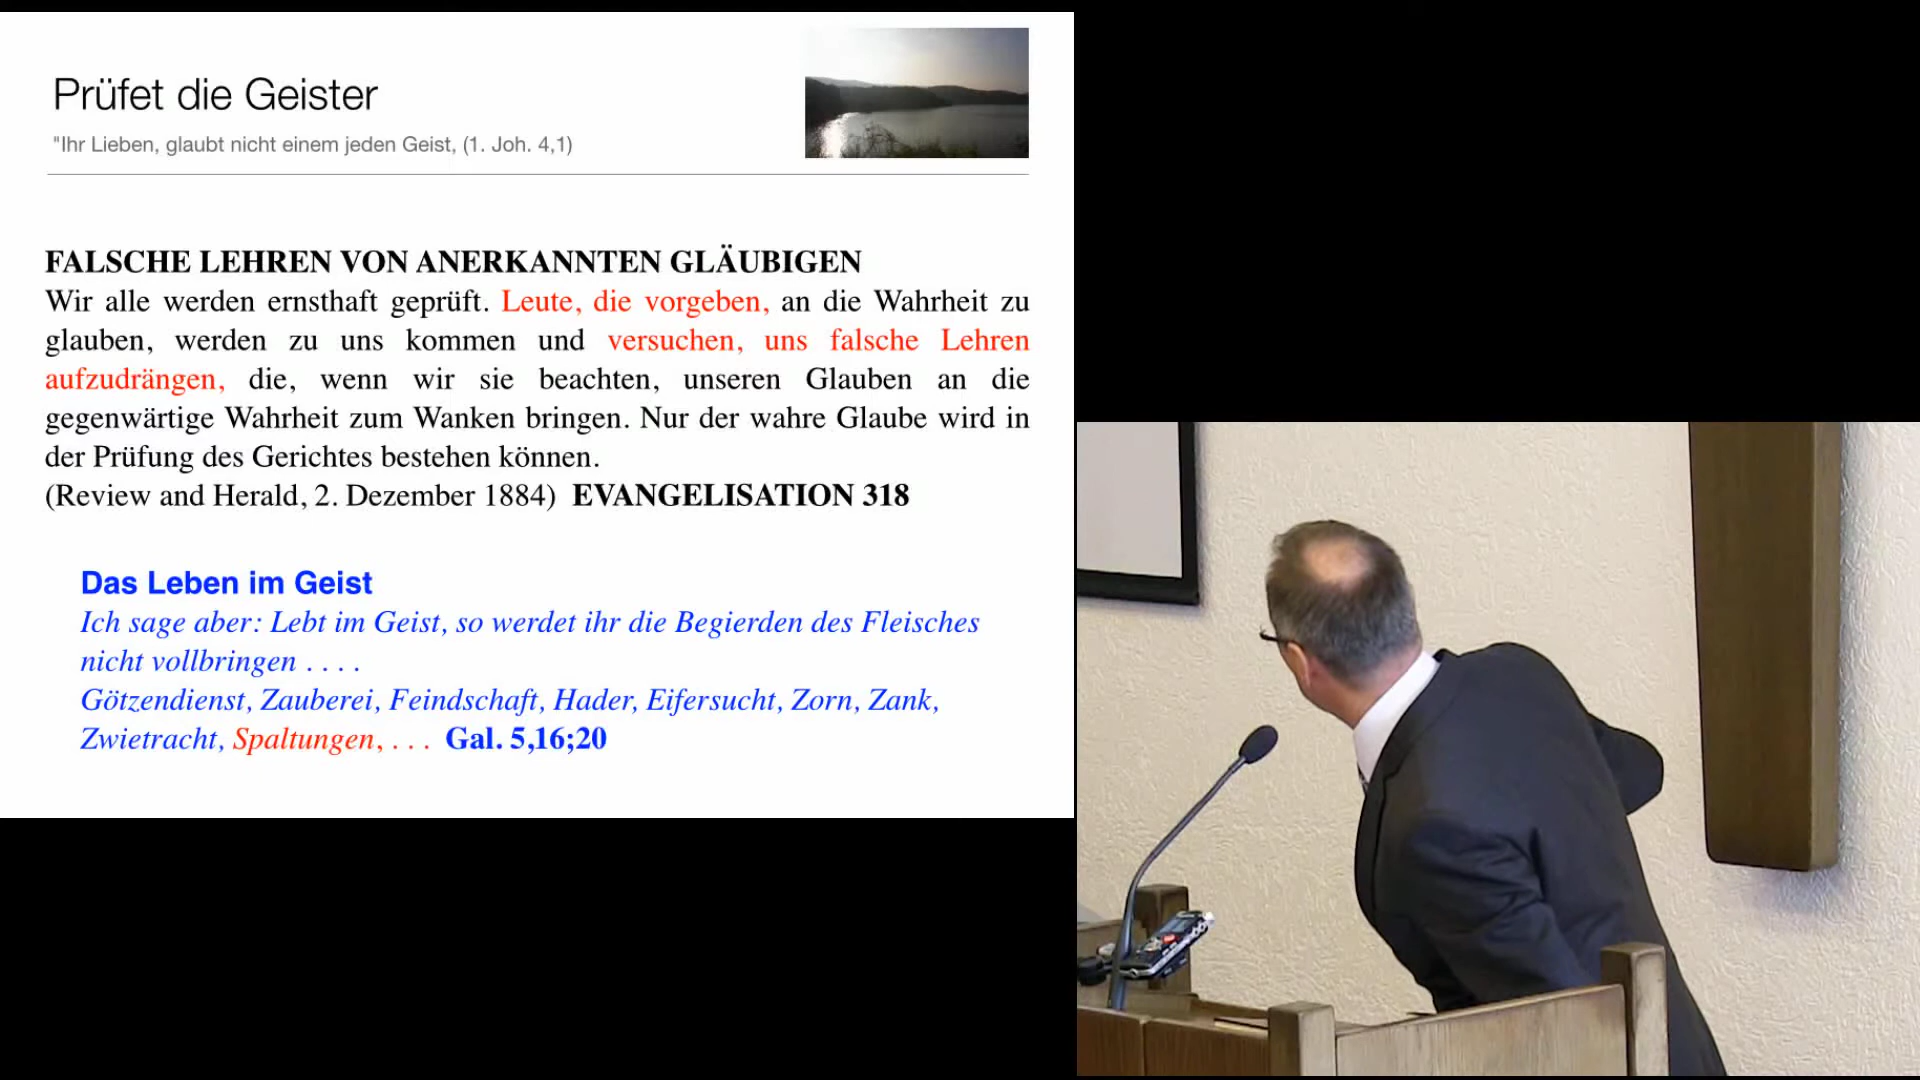 Prüfet die Geister
"Ihr Lieben, glaubt nicht einem jeden Geist, (1. Joh. 4,1)
FALSCHE LEHREN VON ANERKANNTEN GLÄUBIGEN
Wir alle werden ernsthaft geprüft. Leute, die vorgeben, an die Wahrheit zu
glauben, werden zu uns kommen und versuchen, uns falsche Lehren
aufzudrängen, die, wenn wir sie beachten, unseren Glauben an die
gegenwärtige Wahrheit zum Wanken bringen. Nur der wahre Glaube wird in
der Prüfung des Gerichtes bestehen können.
(Review and Herald, 2. Dezember 1884) EVANGELISATION 318
Das Leben im Geist
Ich sage aber: Lebt im Geist, so werdet ihr die Begierden des Fleisches
nicht vollbringen . . . .
Götzendienst, Zauberei, Feindschaft, Hader, Eifersucht, Zorn, Zank,
Zwietracht, Spaltungen, . . . Gal. 5,16;20